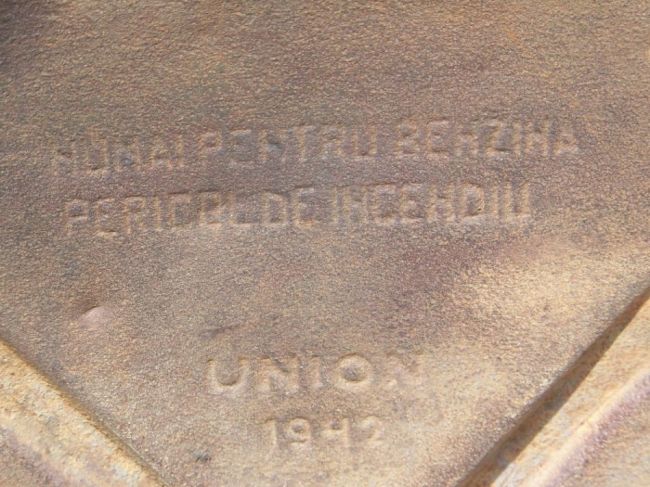 NUMAI PENTRU BENZINA
PERICOL DE INCENDIU
UNION
1942